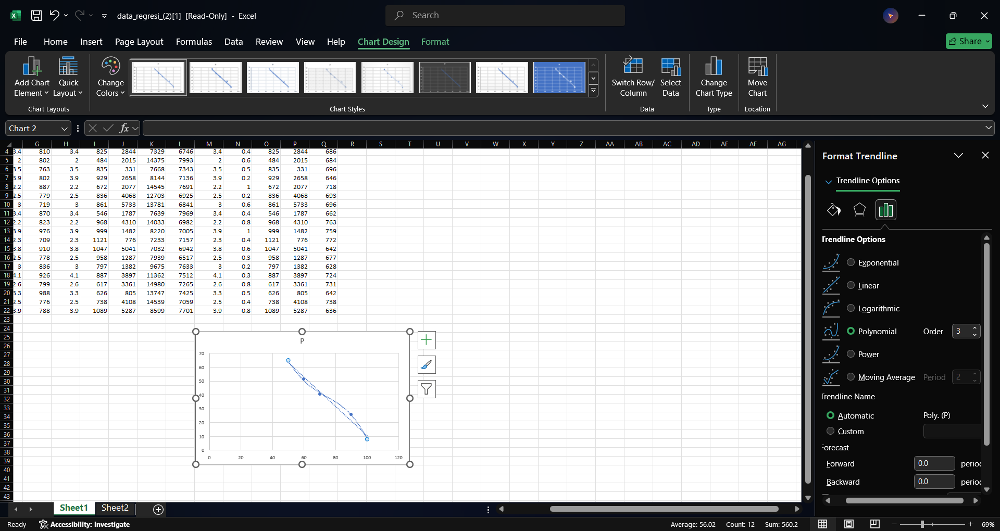 data_regresi_(2)[1] [Read-Only] - Excel
Search
File Home Insert Page Layout Formulas Data Review View Help Chart Design Format
Share
Add Chart Element
Quick Layout
Change Colors
Switch Row/ Column
Select Data
Change Chart Type
Move Chart
Chart Layouts
Chart Styles
Data
Type
Location
Chart 2
fx
G H I J K L M N O P Q R S T U V W X Y Z AA AB AC AD AE AF AG
4 3.4 810 3.4 825 2844 7329 6746 3.4 0.4 825 2844 686
5 2 802 2 484 2015 14375 7993 2 0.6 484 2015 684
6 3.5 763 3.5 835 331 7668 7343 3.5 0.5 835 331 696
7 3.9 802 3.9 929 2658 8144 7136 3.9 0.2 929 2658 646
8 2.2 887 2.2 672 2077 14545 7691 2.2 1 672 2077 718
9 2.5 779 2.5 836 4068 12703 6925 2.5 0.2 836 4068 693
10 3 719 3 861 5733 13781 6841 3 0.6 861 5733 696
11 3.4 870 3.4 546 1787 7639 7969 3.4 0.4 546 1787 662
12 2.2 823 2.2 968 4310 14033 6982 2.2 0.8 968 4310 763
13 3.9 976 3.9 999 1482 8220 7005 3.9 1 999 1482 759
14 2.3 709 2.3 1121 776 7233 7157 2.3 0.4 1121 776 772
15 3.8 910 3.8 1047 5041 7032 6942 3.8 0.6 1047 5041 642
16 2.5 778 2.5 958 1287 7939 6517 2.5 0.3 958 1287 677
17 3 836 3 797 1382 9675 7633 3 0.2 797 1382 628
18 4.1 926 4.1 887 3897 11362 7512 4.1 0.3 887 3897 724
19 2.6 799 2.6 617 3361 14980 7265 2.6 0.8 617 3361 731
20 3.3 988 3.3 626 805 13747 7425 3.3 0.5 626 805 642
21 2.5 776 2.5 738 4108 14539 7059 2.5 0.4 738 4108 738
22 3.9 788 3.9 1089 5287 8599 7701 3.9 0.8 1089 5287 636
23
24
25
26
27
28
29
30
31
32
33
34
35
36
37
38
39
40
41
42
43
P
70
60
50
40
30
20
10
0
0 20 40 60 80 100 120
Format Trendline
Trendline Options
Trendline Options
Exponential
Linear
Logarithmic
Polynomial Order 3
Power
Moving Average Period 2
Trendline Name
Automatic Poly. (P)
Custom
Forecast
Forward 0.0 period
Backward 0.0 period
Sheet1 Sheet2
Ready Accessibility: Investigate Average: 56.02 Count: 12 Sum: 560.2 69%